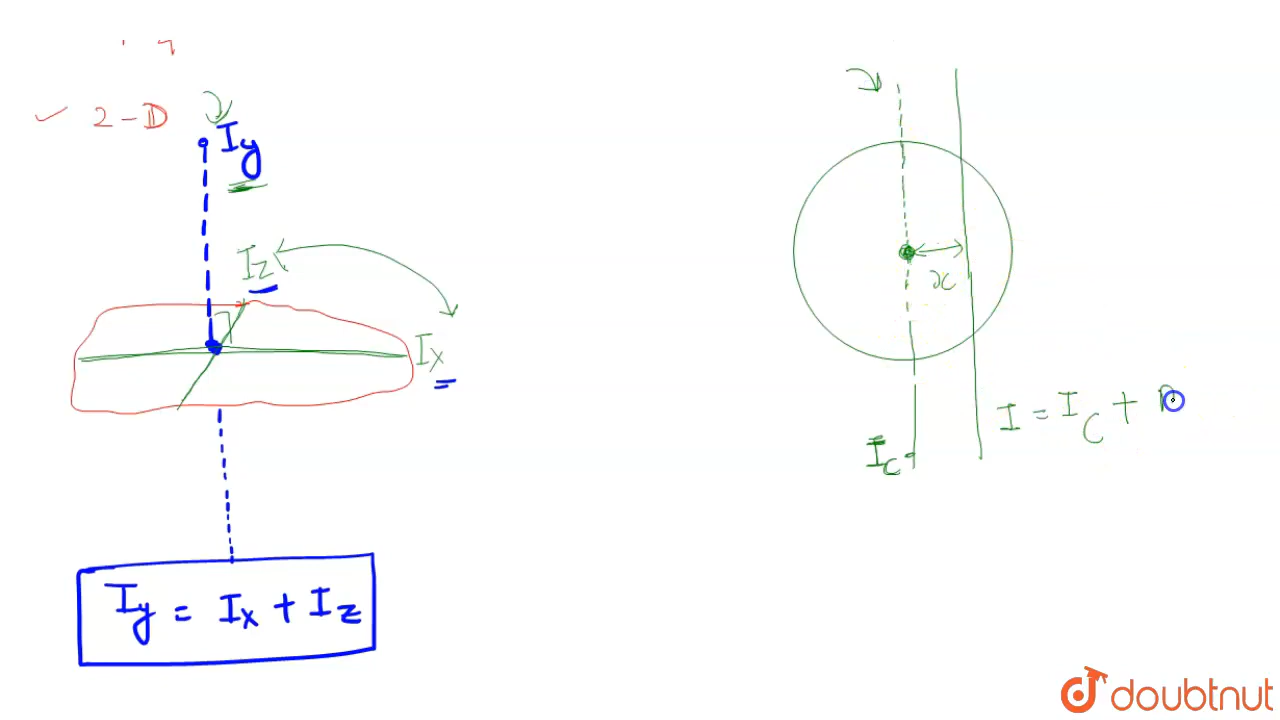 2-D
Iy
Iz
Ix
Iy = Ix + Iz
x
Ic
I = Ic +
doubtnut